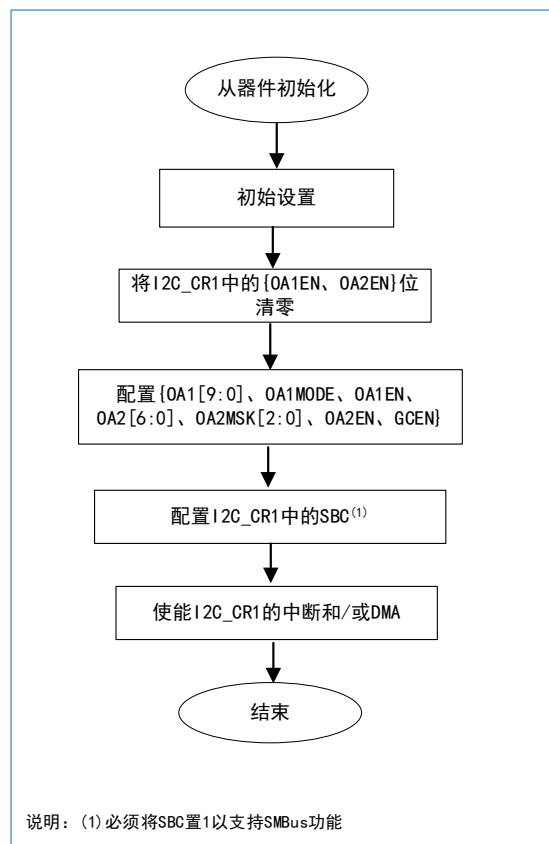 从器件初始化
初始设置
将I2C_CR1中的{OA1EN、OA2EN}位
清零
配置{OA1[9:0]、OA1MODE、OA1EN、
OA2[6:0]、OA2MSK[2:0]、OA2EN、GCEN}
配置I2C_CR1中的SBC⁽¹⁾
使能I2C_CR1的中断和/或DMA
结束
说明：(1)必须将SBC置1以支持SMBus功能